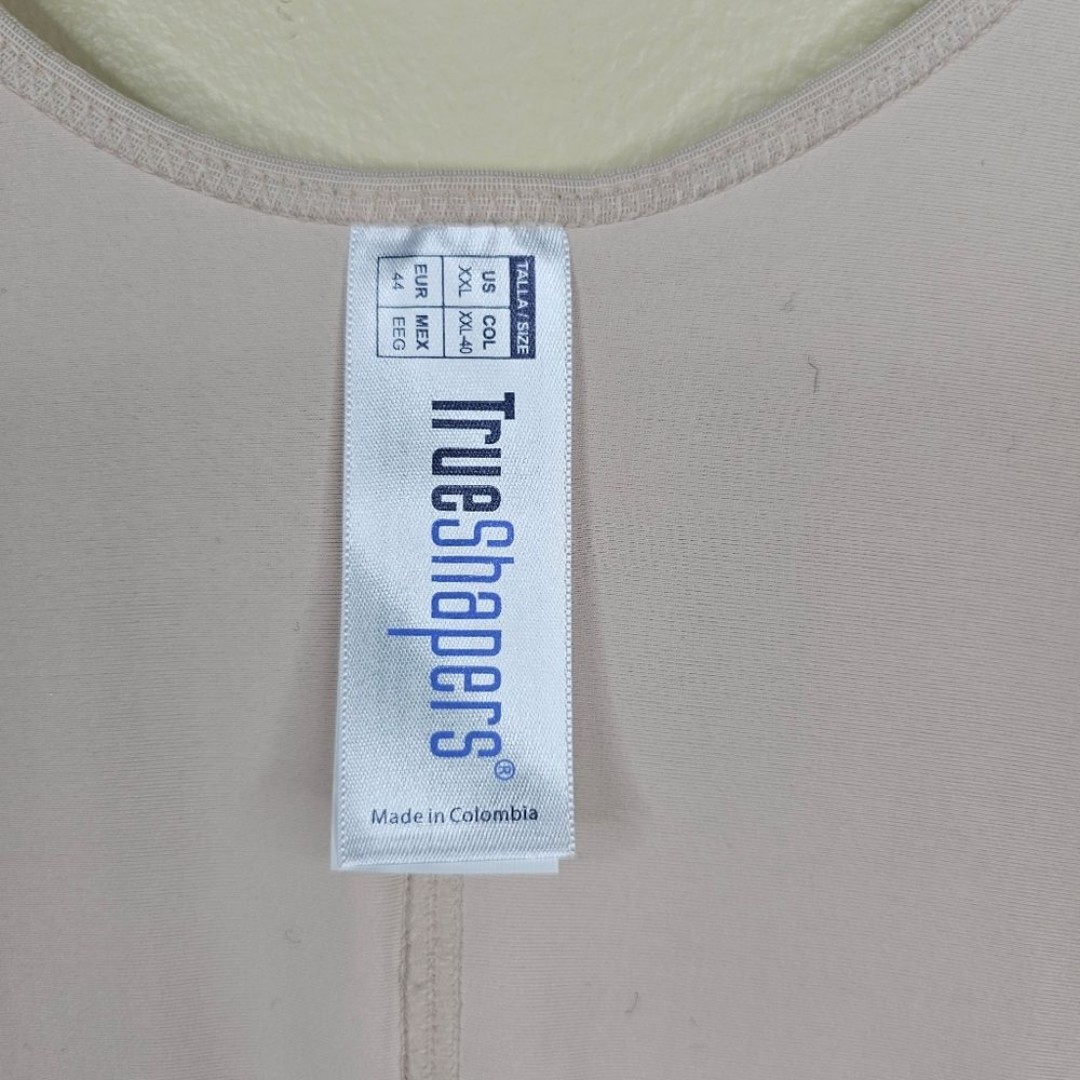 TALLA / SIZE
US COL
XXL XXL-40
EUR MEX
44 EEG
TrueShapers®
Made in Colombia